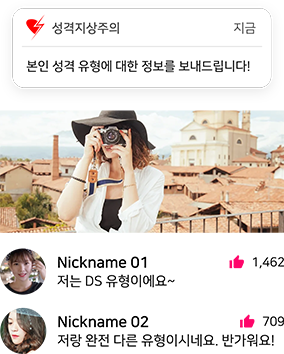 성격지상주의 지금
본인 성격 유형에 대한 정보를 보내드립니다!
Nickname 01 1,462
저는 DS 유형이에요~
Nickname 02 709
저랑 완전 다른 유형이시네요. 반가워요!